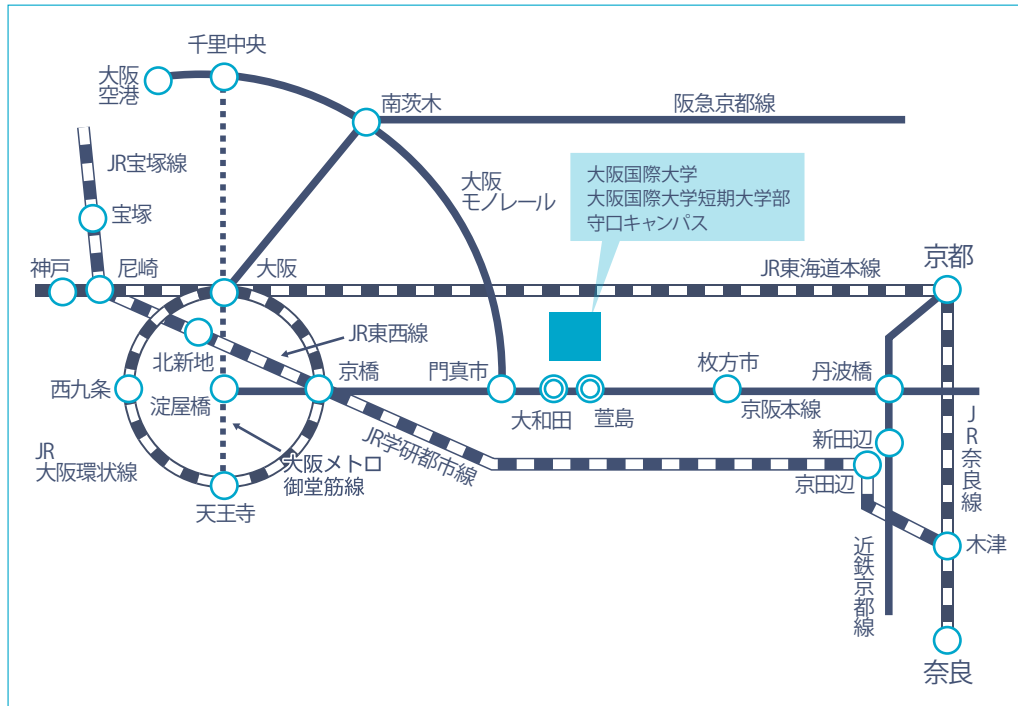 千里中央
大阪
空港
南茨木
阪急京都線
JR宝塚線
大阪
モノレール
大阪国際大学
大阪国際大学短期大学部
守口キャンパス
宝塚
神戸
尼崎
大阪
JR東海道本線
京都
JR東西線
北新地
西九条
淀屋橋
京橋
門真市
大和田
萱島
枚方市
京阪本線
丹波橋
JR
大阪環状線
大阪メトロ
御堂筋線
JR学研都市線
新田辺
京田辺
JR奈良線
天王寺
近鉄京都線
木津
奈良